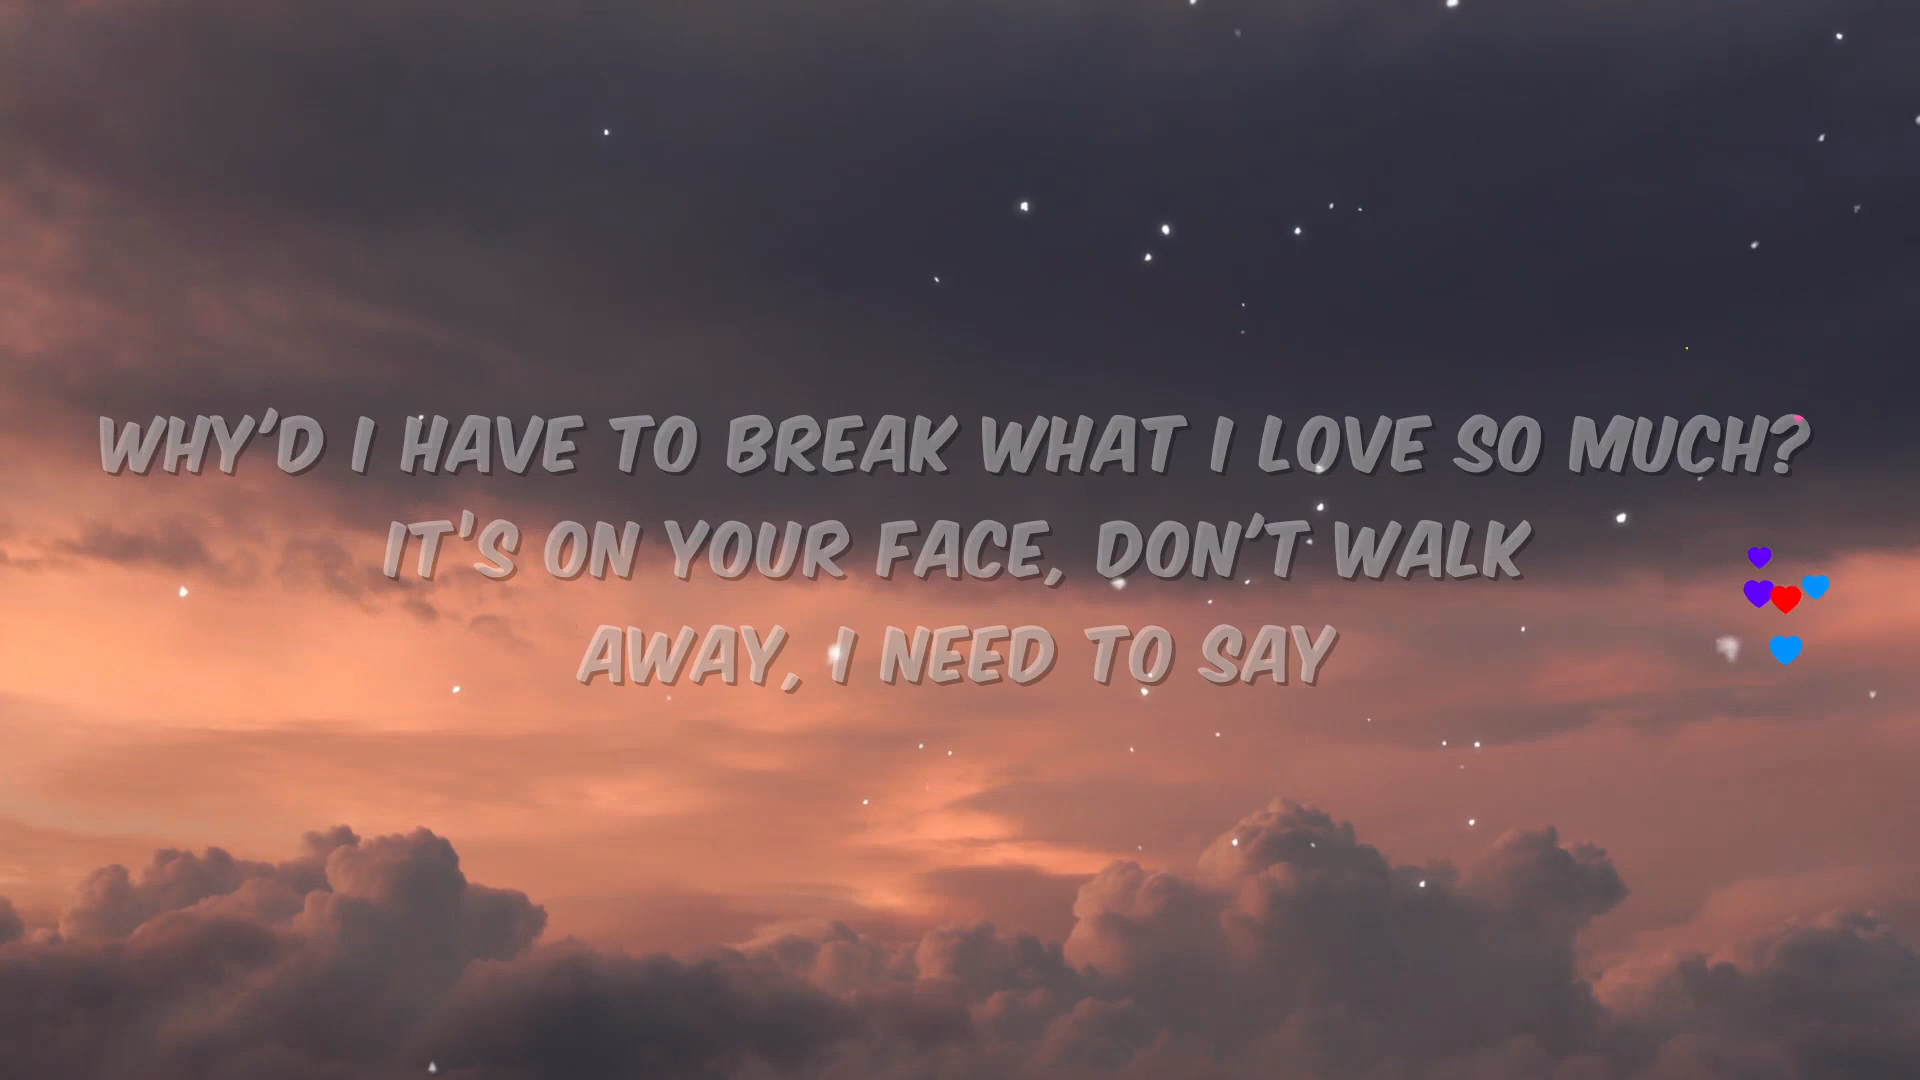 WHY'D I HAVE TO BREAK WHAT I LOVE SO MUCH?
IT'S ON YOUR FACE, DON'T WALK
AWAY, I NEED TO SAY